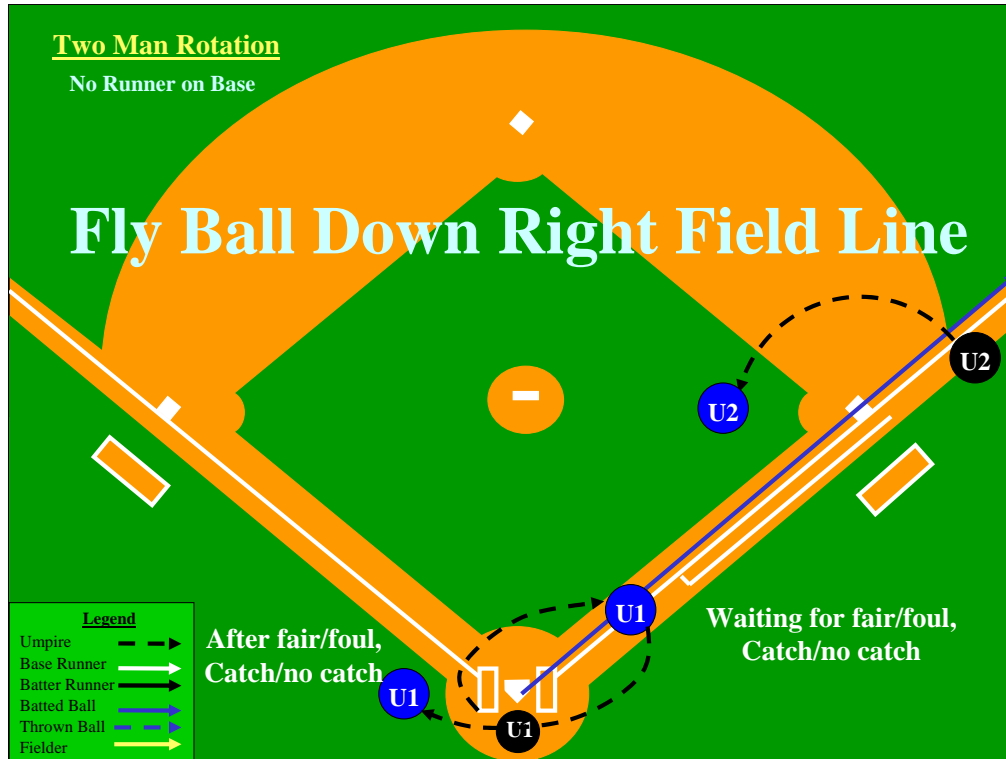 Two Man Rotation
No Runner on Base
Fly Ball Down Right Field Line
U2
U2
U1
Waiting for fair/foul,
Catch/no catch
After fair/foul,
Catch/no catch
U1
U1
Legend
Umpire
Base Runner
Batter Runner
Batted Ball
Thrown Ball
Fielder